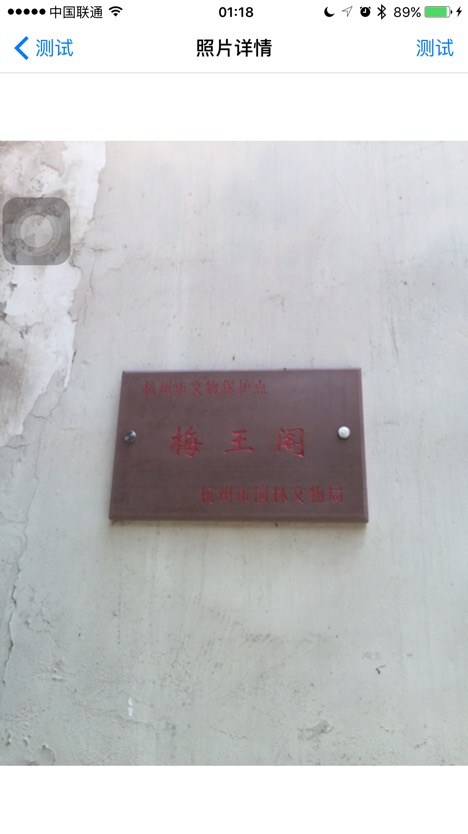 中国联通 01:18 89%
测试 照片详情 测试
杭州市文物保护点
梅王阁
杭州市园林文物局